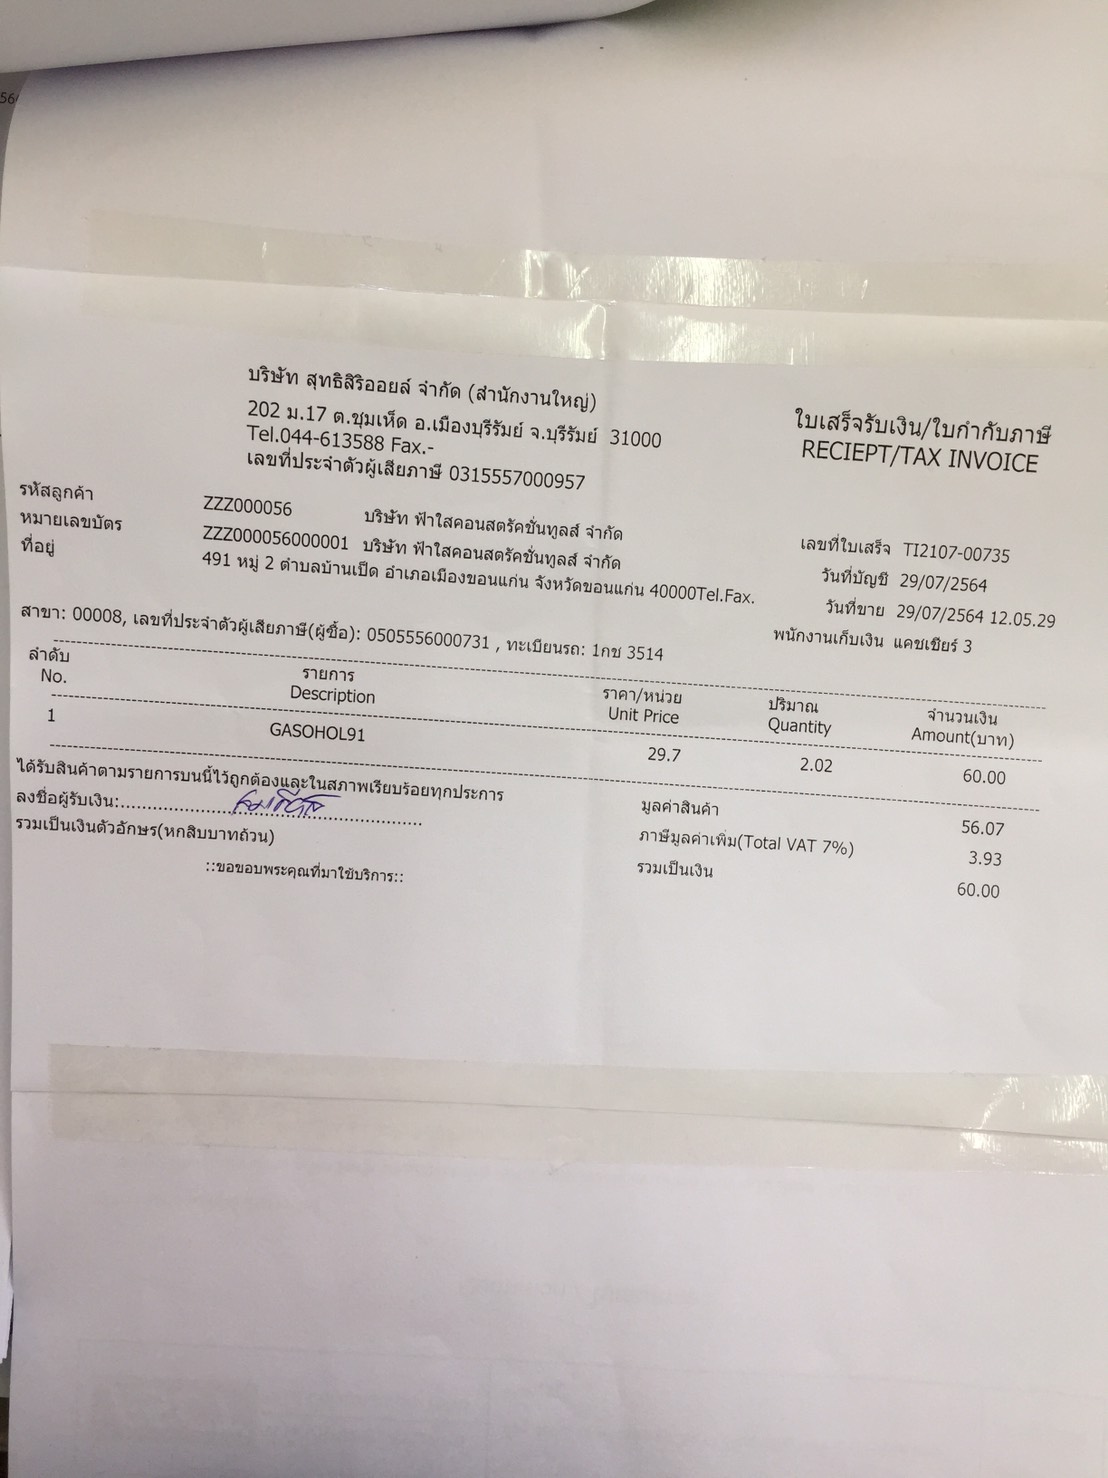 บริษัท สุทธิสิริออยล์ จำกัด (สำนักงานใหญ่)
202 ม.17 ต.ชุมเห็ด อ.เมืองบุรีรัมย์ จ.บุรีรัมย์ 31000
Tel.044-613588 Fax.-
เลขที่ประจำตัวผู้เสียภาษี 0315557000957
ใบเสร็จรับเงิน/ใบกำกับภาษี
RECIEPT/TAX INVOICE
รหัสลูกค้า ZZZ000056 บริษัท ฟ้าใสคอนสตรัคชั่นทูลส์ จำกัด
หมายเลขบัตร ZZZ000056000001 บริษัท ฟ้าใสคอนสตรัคชั่นทูลส์ จำกัด
ที่อยู่ 491 หมู่ 2 ตำบลบ้านเป็ด อำเภอเมืองขอนแก่น จังหวัดขอนแก่น 40000Tel.Fax.
เลขที่ใบเสร็จ TI2107-00735
วันที่บัญชี 29/07/2564
วันที่ขาย 29/07/2564 12.05.29
พนักงานเก็บเงิน แคชเชียร์ 3
สาขา: 00008, เลขที่ประจำตัวผู้เสียภาษี(ผู้ซื้อ): 0505556000731 , ทะเบียนรถ: 1กช 3514
ลำดับ รายการ ราคา/หน่วย ปริมาณ จำนวนเงิน
No. Description Unit Price Quantity Amount(บาท)
1 GASOHOL91 29.7 2.02 60.00
ได้รับสินค้าตามรายการบนนี้ไว้ถูกต้องและในสภาพเรียบร้อยทุกประการ
ลงชื่อผู้รับเงิน:
รวมเป็นเงินตัวอักษร(หกสิบบาทถ้วน)
::ขอขอบพระคุณที่มาใช้บริการ::
มูลค่าสินค้า 56.07
ภาษีมูลค่าเพิ่ม(Total VAT 7%) 3.93
รวมเป็นเงิน 60.00